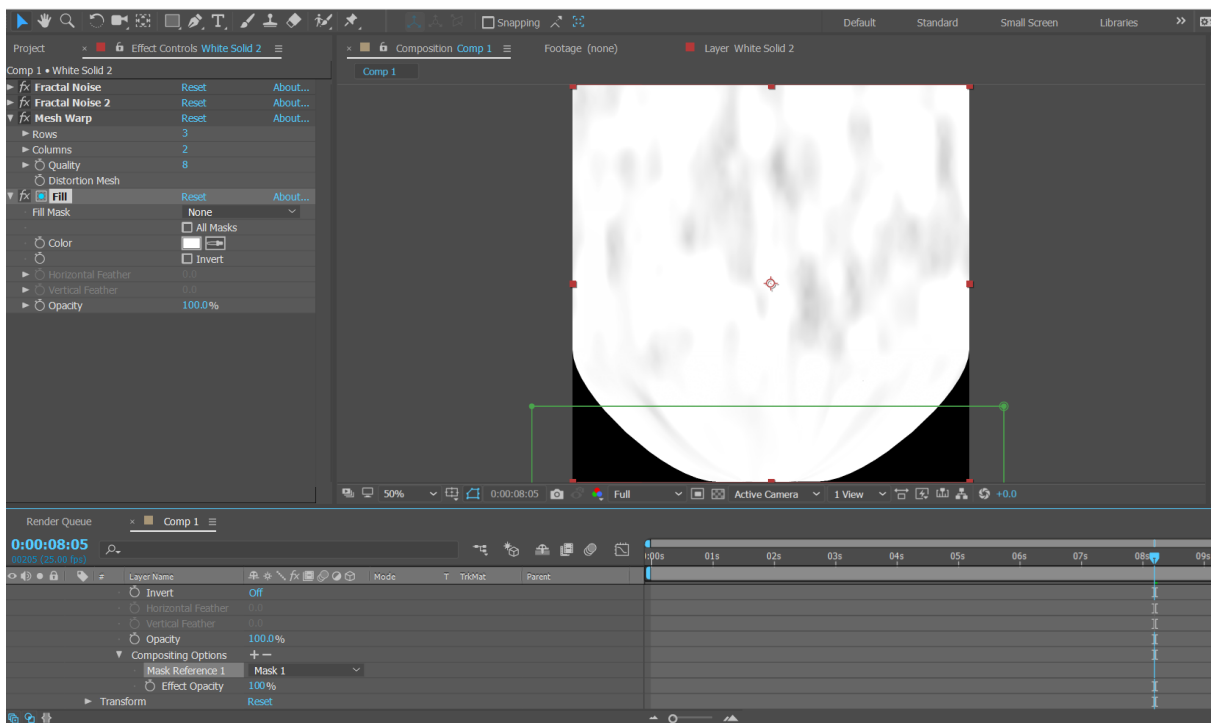 Snapping
Default Standard Small Screen Libraries
Project Effect Controls White Solid 2
Composition Comp 1 Footage (none) Layer White Solid 2
Comp 1 • White Solid 2
Comp 1
fx Fractal Noise Reset About...
fx Fractal Noise 2 Reset About...
fx Mesh Warp Reset About...
Rows 3
Columns 2
Quality 8
Distortion Mesh
fx Fill Reset About...
Fill Mask None
All Masks
Color
Invert
Horizontal Feather 0.0
Vertical Feather 0.0
Opacity 100.0%
50% 0:00:08:05 Full Active Camera 1 View +0.0
Render Queue Comp 1
0:00:08:05
00205 (25.00 fps)
:00s 01s 02s 03s 04s 05s 06s 07s 08s 09s
# Layer Name Mode T TrkMat Parent
Invert Off
Horizontal Feather 0.0
Vertical Feather 0.0
Opacity 100.0%
Compositing Options + −
Mask Reference 1 Mask 1
Effect Opacity 100%
Transform Reset